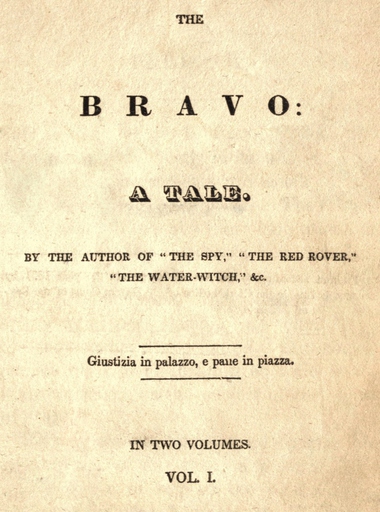 THE
BRAVO:
A TALE.
BY THE AUTHOR OF “THE SPY,” “THE RED ROVER,”
“THE WATER-WITCH,” &c.
Giustizia in palazzo, e pane in piazza.
IN TWO VOLUMES.
VOL. I.